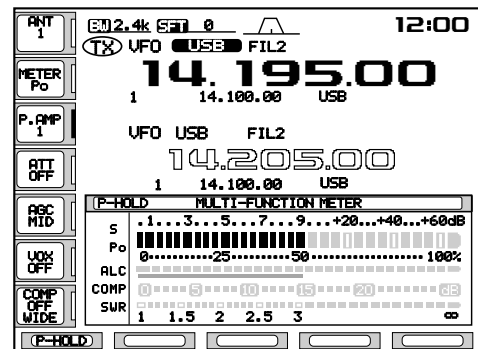 ANT
1
METER
Po
P.AMP
1
ATT
OFF
AGC
MID
VOX
OFF
COMP
OFF
WIDE
BW 2.4k SFT 0
12:00
TX VFO USB FIL2
14.195.00
1 14.100.00 USB
VFO USB FIL2
14.205.00
1 14.100.00 USB
P-HOLD MULTI-FUNCTION METER
S .1...3...5...7...9...+20...+40...+60dB
Po
0..........25..........50.................... 100%
ALC
COMP 0 5 10 15 20 dB
SWR
1 1.5 2 2.5 3 ∞
P-HOLD